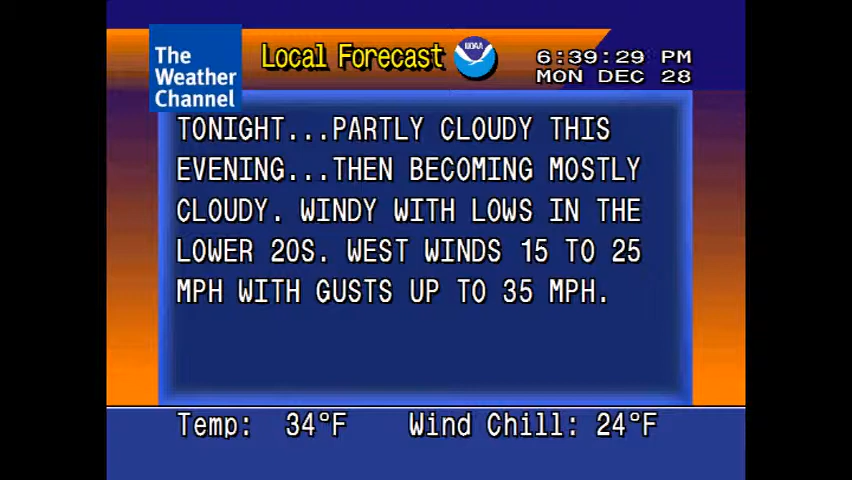 The
Weather
Channel
Local Forecast
NOAA
6:39:29 PM
MON DEC 28
TONIGHT...PARTLY CLOUDY THIS
EVENING...THEN BECOMING MOSTLY
CLOUDY. WINDY WITH LOWS IN THE
LOWER 20S. WEST WINDS 15 TO 25
MPH WITH GUSTS UP TO 35 MPH.
Temp: 34°F Wind Chill: 24°F